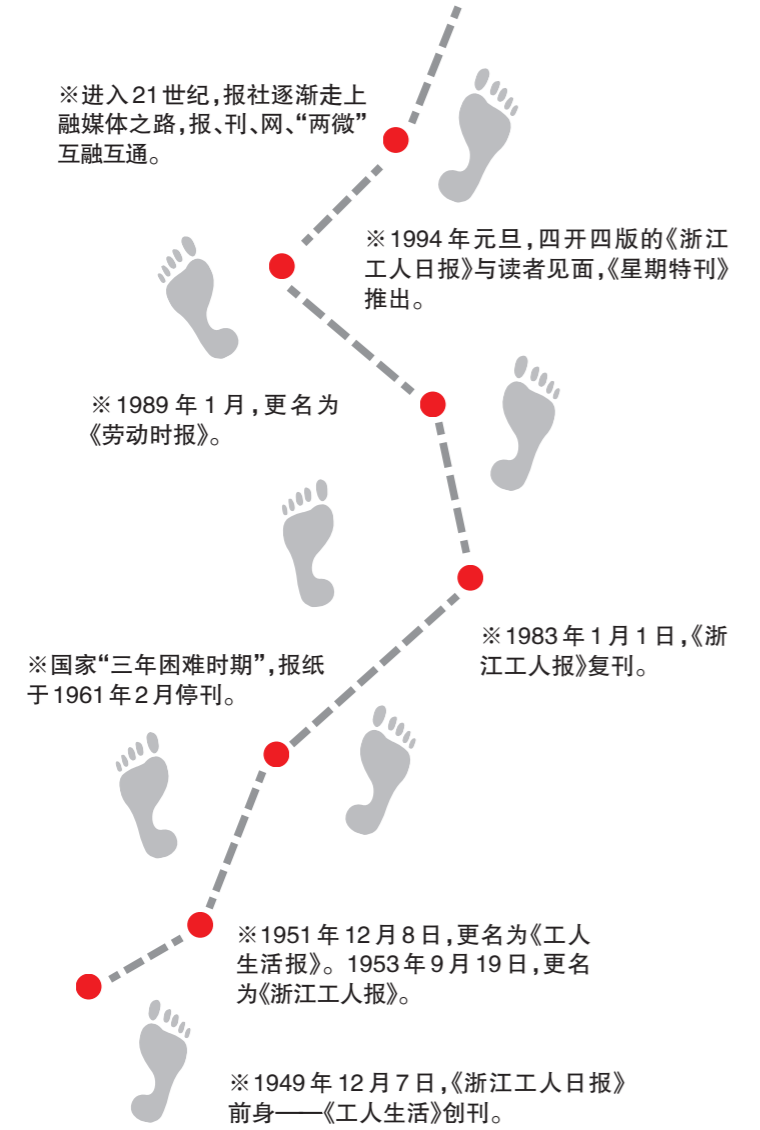 ※进入21世纪,报社逐渐走上
融媒体之路,报、刊、网、“两微”
互融互通。
※1994年元旦,四开四版的《浙江
工人日报》与读者见面,《星期特刊》
推出。
※1989年1月,更名为
《劳动时报》。
※1983年1月1日,《浙
江工人报》复刊。
※国家“三年困难时期”,报纸
于1961年2月停刊。
※1951年12月8日,更名为《工人
生活报》。1953年9月19日,更名
为《浙江工人报》。
※1949年12月7日,《浙江工人日报》
前身——《工人生活》创刊。